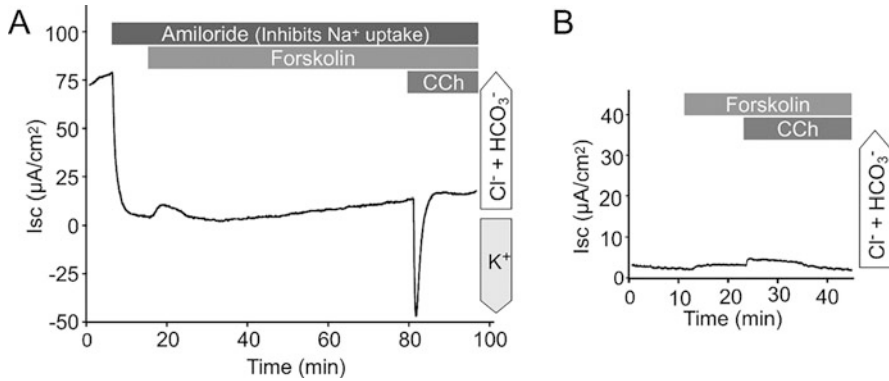 A
Amiloride (Inhibits Na⁺ uptake)
Forskolin
CCh
100
75
50
25
0
-25
-50
Isc (µA/cm²)
0
20
40
60
80
100
Time (min)
Cl⁻ + HCO₃⁻
K⁺
B
Forskolin
CCh
40
30
20
10
0
Isc (µA/cm²)
0
10
20
30
40
Time (min)
Cl⁻ + HCO₃⁻